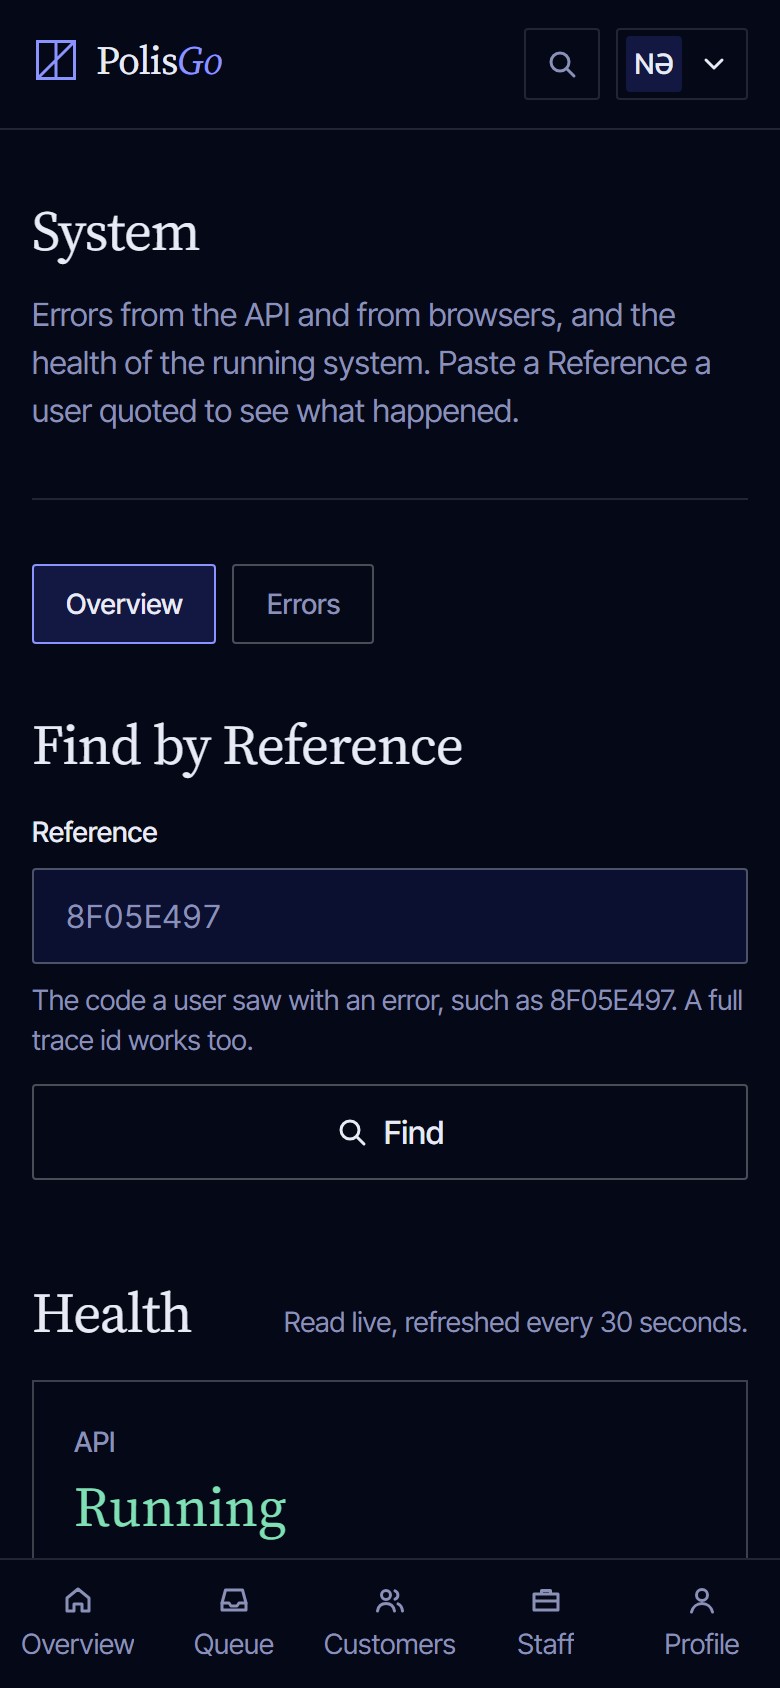 PolisGo
NƏ
System
Errors from the API and from browsers, and the
health of the running system. Paste a Reference a
user quoted to see what happened.
Overview
Errors
Find by Reference
Reference
8F05E497
The code a user saw with an error, such as 8F05E497. A full
trace id works too.
Find
Health
Read live, refreshed every 30 seconds.
API
Running
Overview
Queue
Customers
Staff
Profile